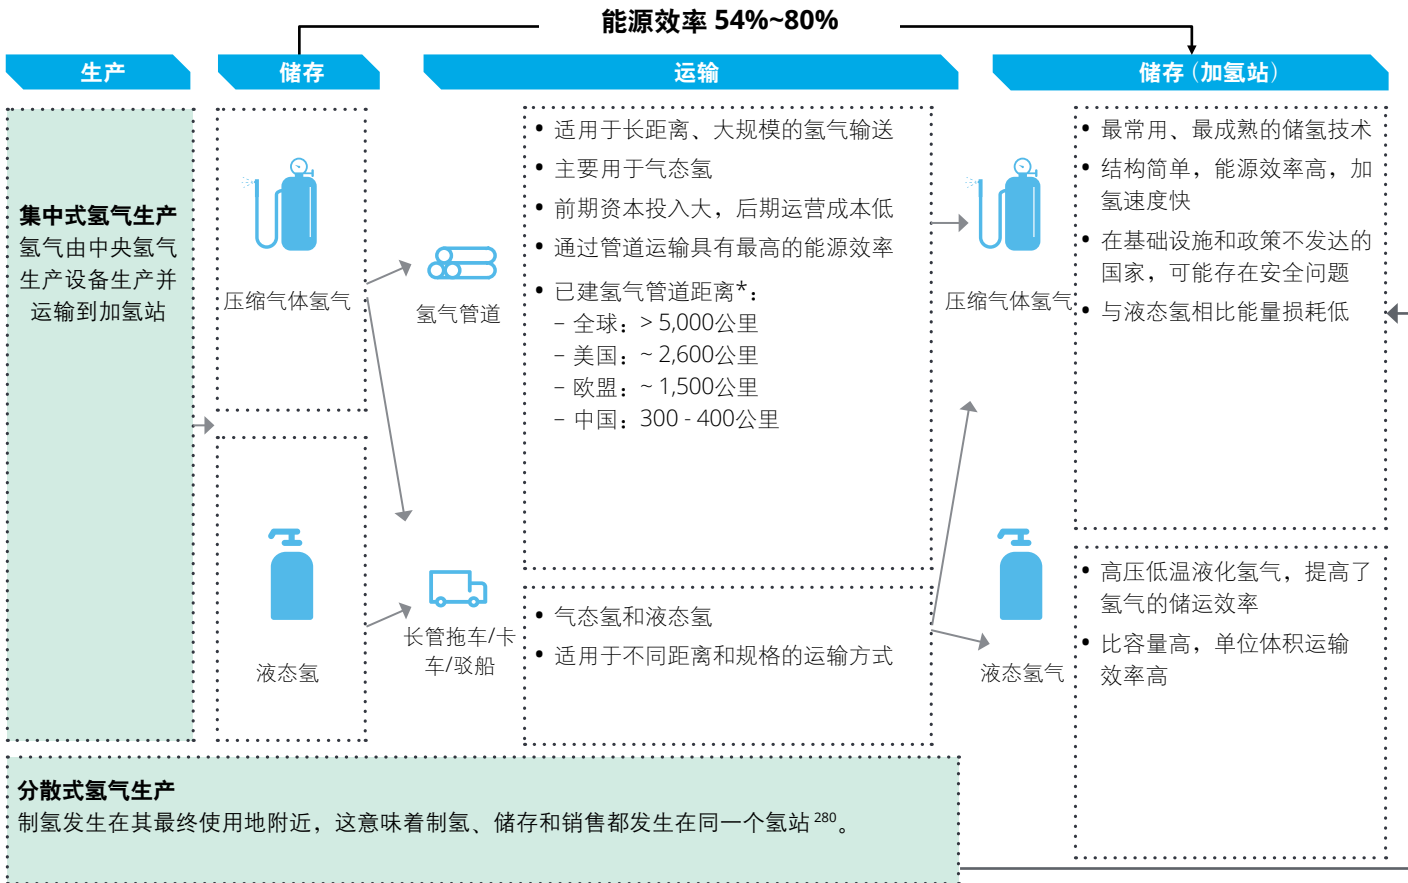 能源效率 54%~80%
生产
储存
运输
储存（加氢站）
集中式氢气生产
氢气由中央氢气
生产设备生产并
运输到加氢站
压缩气体氢气
液态氢
氢气管道
长管拖车/卡
车/驳船
• 适用于长距离、大规模的氢气输送
• 主要用于气态氢
• 前期资本投入大，后期运营成本低
• 通过管道运输具有最高的能源效率
• 已建氢气管道距离*：
– 全球：> 5,000公里
– 美国：~ 2,600公里
– 欧盟：~ 1,500公里
– 中国：300 - 400公里
• 气态氢和液态氢
• 适用于不同距离和规格的运输方式
压缩气体氢气
• 最常用、最成熟的储氢技术
• 结构简单，能源效率高，加
氢速度快
• 在基础设施和政策不发达的
国家，可能存在安全问题
• 与液态氢相比能量损耗低
液态氢气
• 高压低温液化氢气，提高了
氢气的储运效率
• 比容量高，单位体积运输
效率高
分散式氢气生产
制氢发生在其最终使用地附近，这意味着制氢、储存和销售都发生在同一个氢站 280。